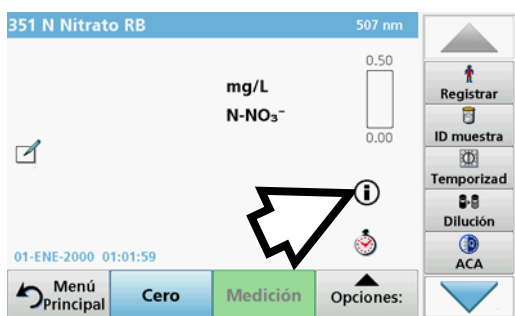 351 N Nitrato RB
507 nm
0.50
mg/L
N-NO₃⁻
0.00
i
01-ENE-2000 01:01:59
Menú
Principal
Cero
Medición
Opciones:
Registrar
ID muestra
Temporizad
Dilución
ACA